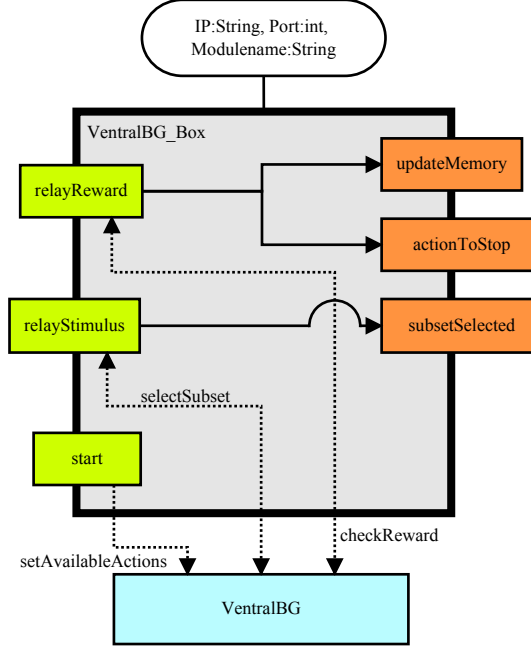 IP:String, Port:int,
Modulename:String
VentralBG_Box
updateMemory
relayReward
actionToStop
relayStimulus
subsetSelected
selectSubset
start
checkReward
setAvailableActions
VentralBG